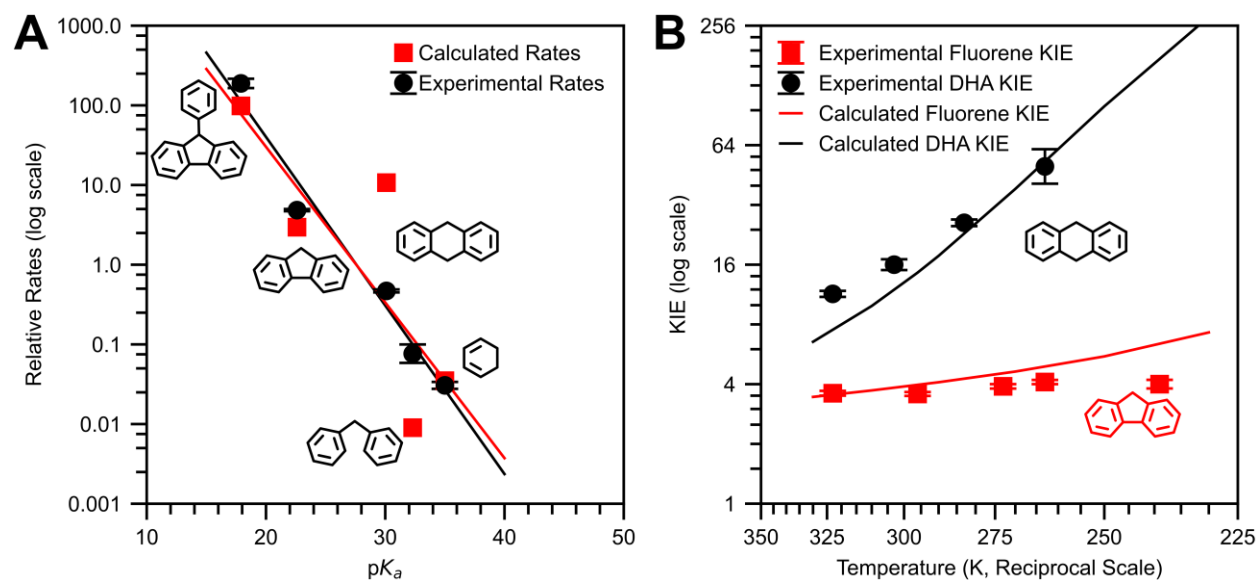 A
Relative Rates (log scale)
1000.0
100.0
10.0
1.0
0.1
0.01
0.001
10
20
30
40
50
pKa
Calculated Rates
Experimental Rates
B
KIE (log scale)
256
64
16
4
1
350
325
300
275
250
225
Temperature (K, Reciprocal Scale)
Experimental Fluorene KIE
Experimental DHA KIE
Calculated Fluorene KIE
Calculated DHA KIE